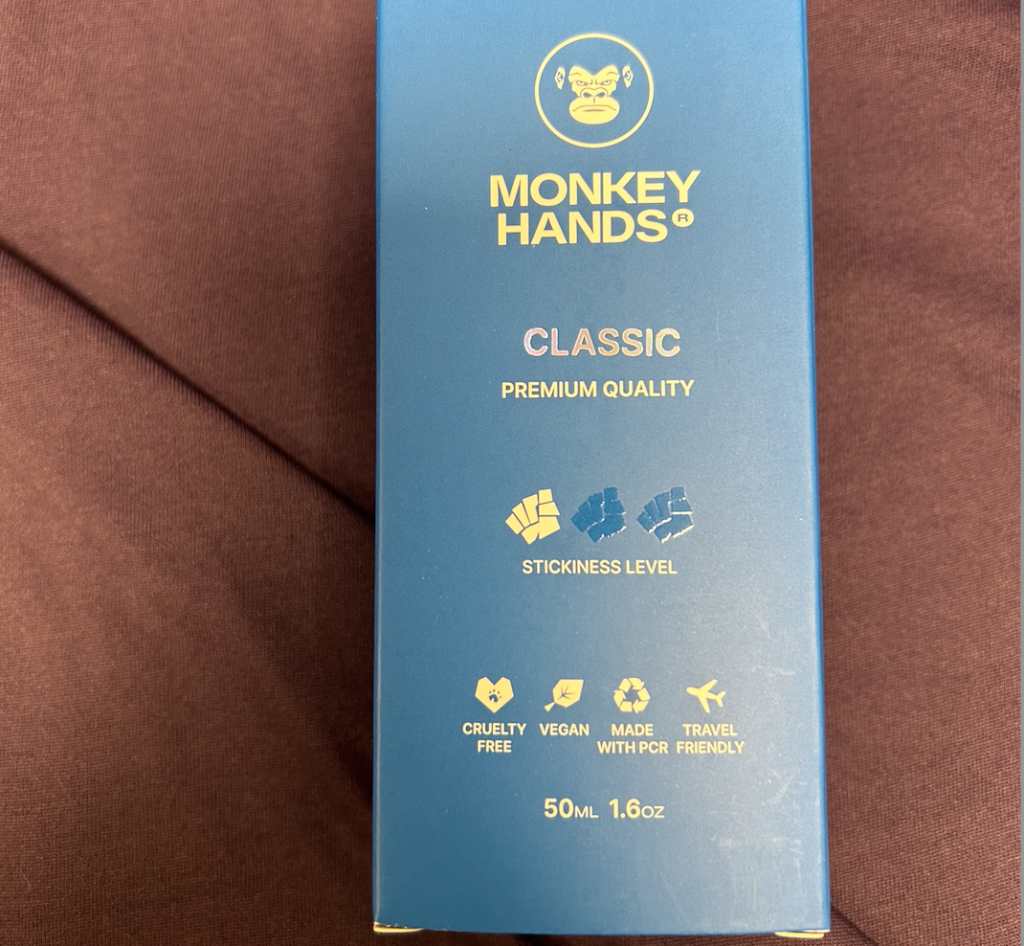 MONKEY
HANDS®
CLASSIC
PREMIUM QUALITY
STICKINESS LEVEL
CRUELTY FREE
VEGAN
MADE WITH PCR
TRAVEL FRIENDLY
50ML 1.6OZ